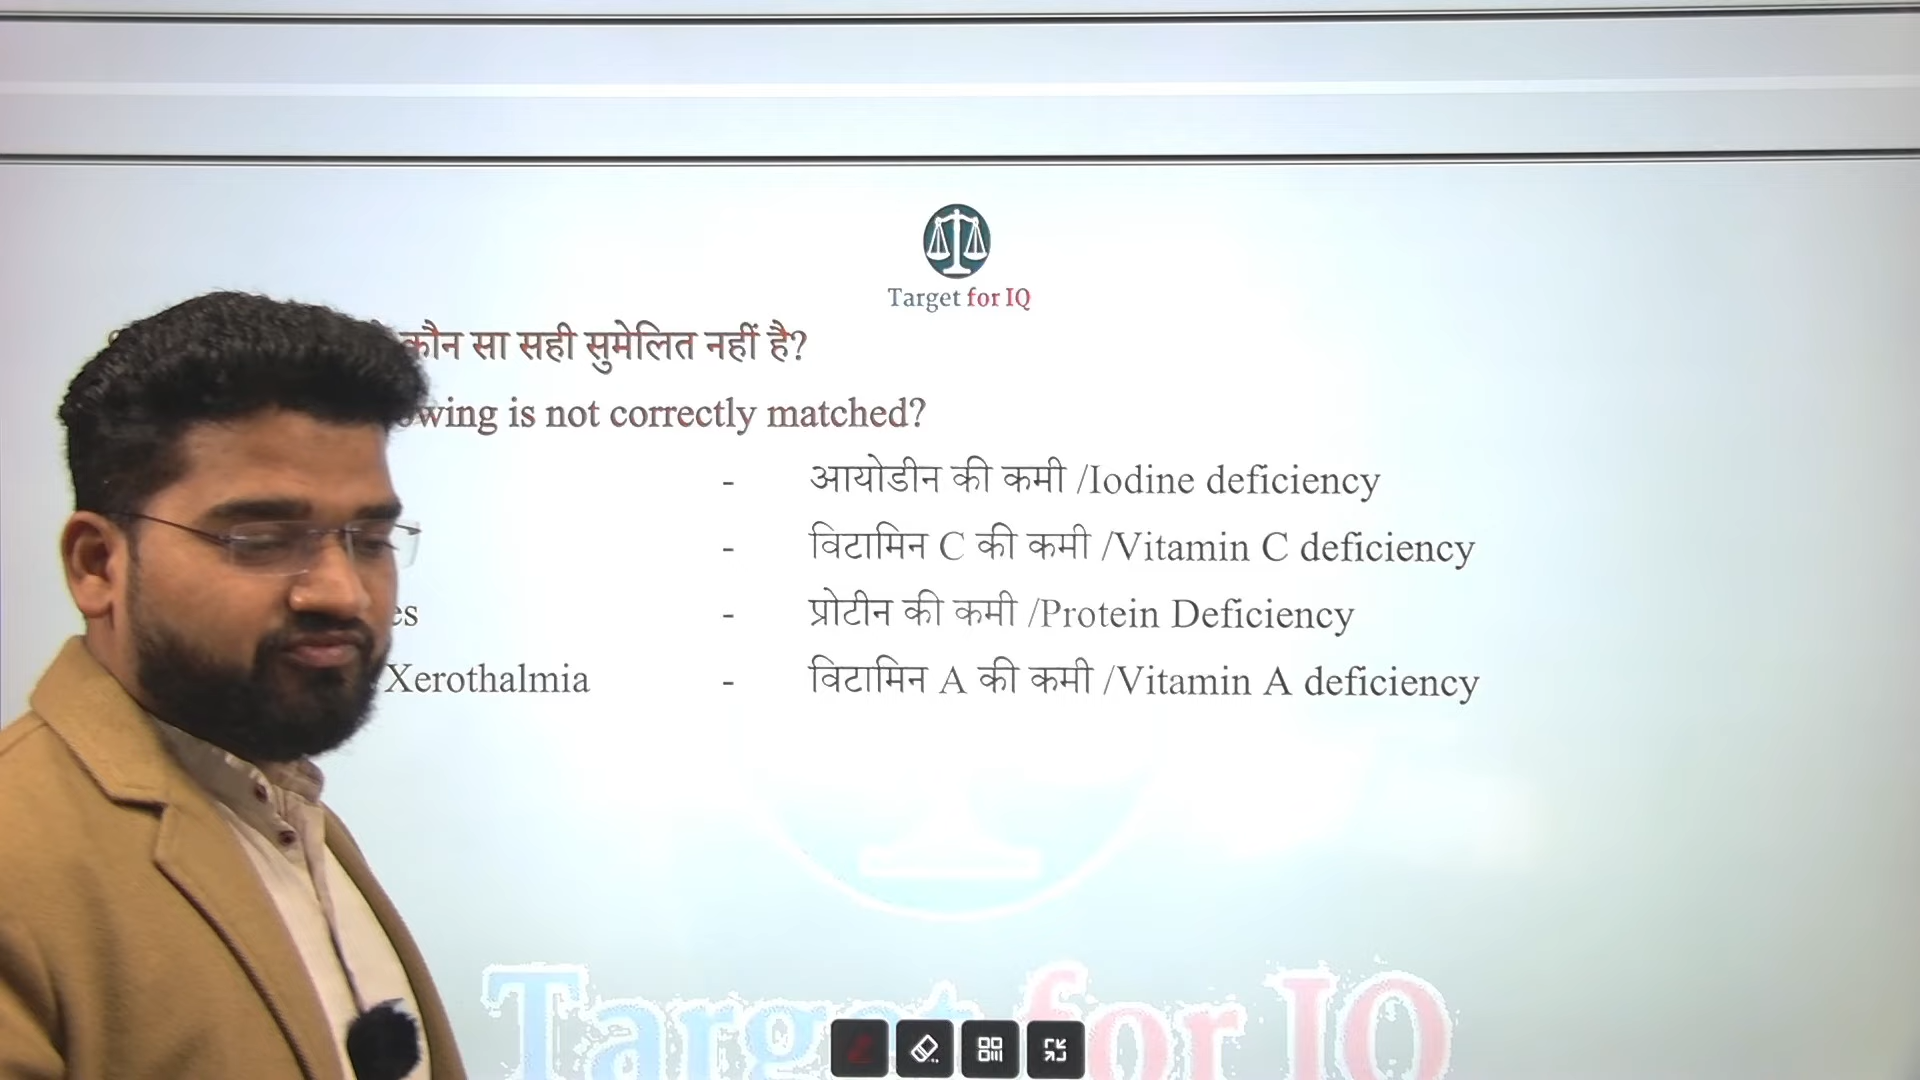 Target for IQ
कौन सा सही सुमेलित नहीं है?
owing is not correctly matched?
- आयोडीन की कमी /Iodine deficiency
- विटामिन C की कमी /Vitamin C deficiency
es - प्रोटीन की कमी /Protein Deficiency
Xerothalmia - विटामिन A की कमी /Vitamin A deficiency
Target for IQ